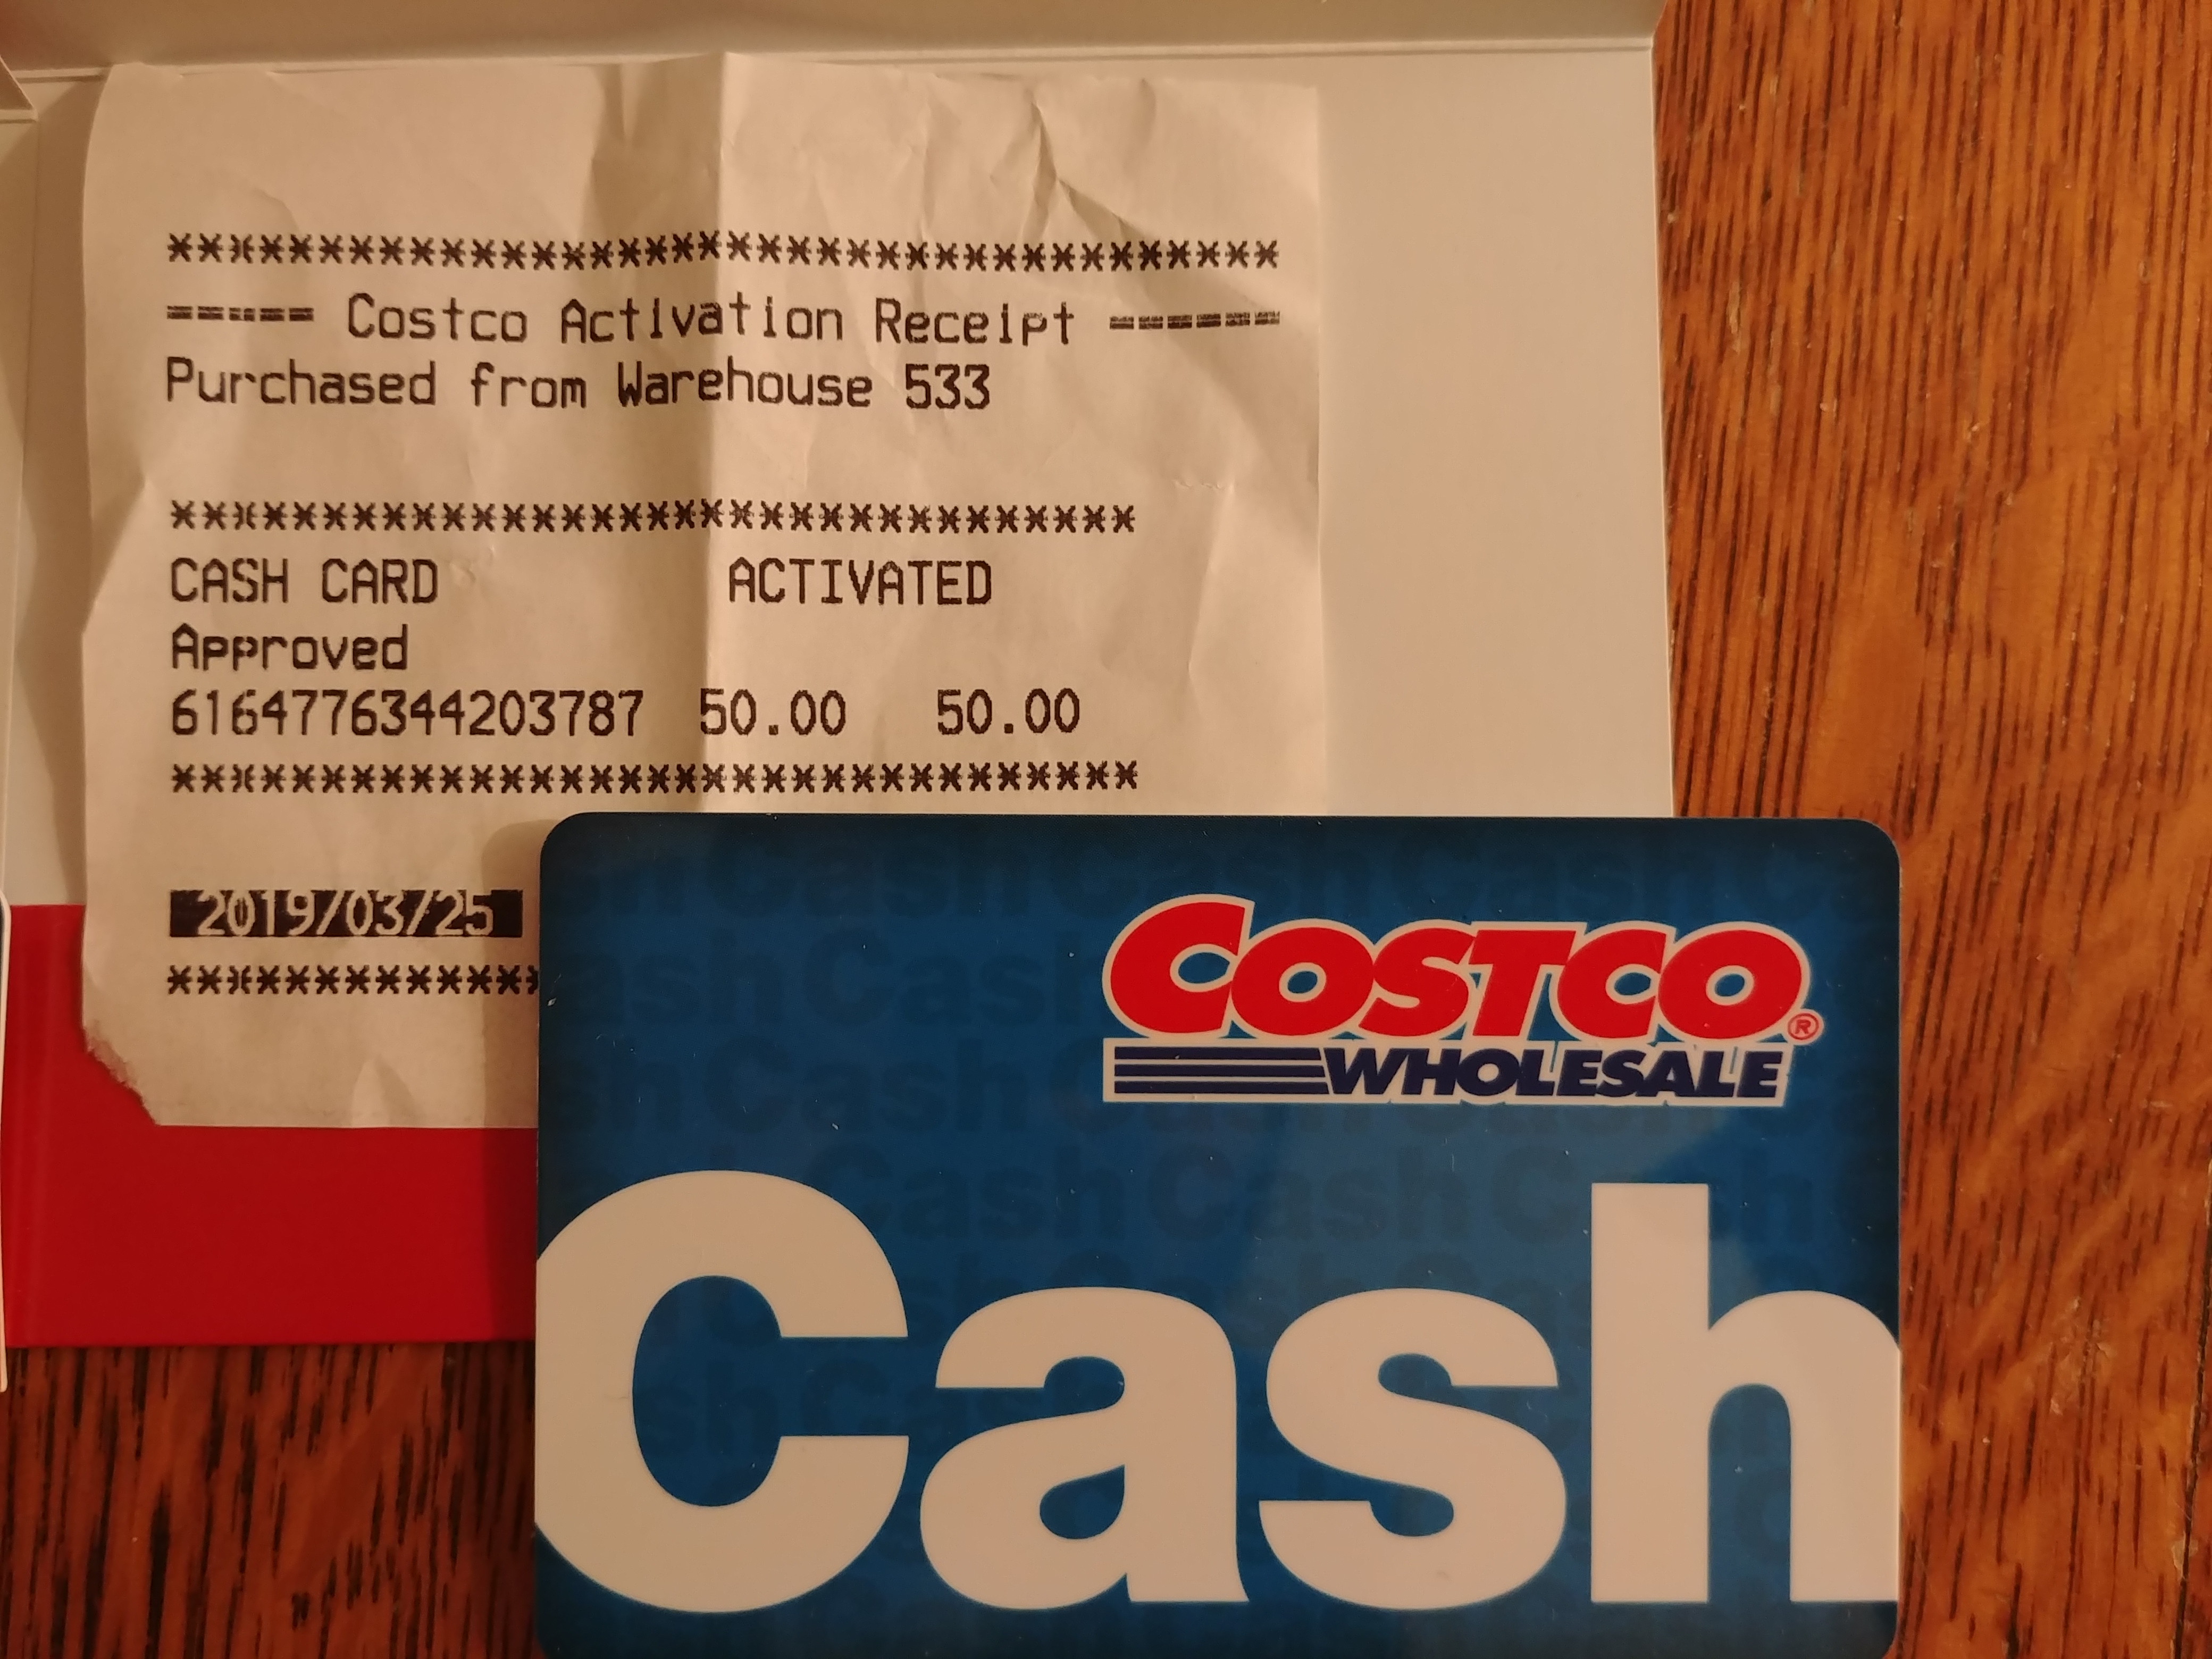 **************************************
===== Costco Activation Receipt ======
Purchased from Warehouse 533
*********************************
CASH CARD ACTIVATED
Approved
6164776344203787 50.00 50.00
*********************************
2019/03/25
*************
COSTCO®
WHOLESALE
Cash